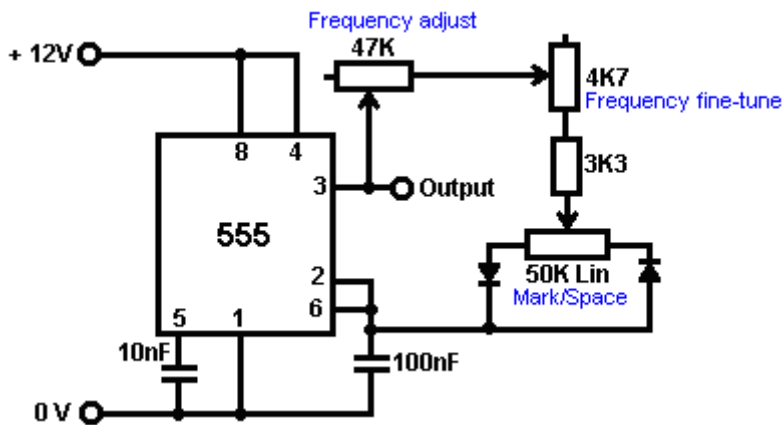 Frequency adjust
47K
+ 12V
4K7
Frequency fine-tune
8
4
3
Output
3K3
555
2
50K Lin
6
Mark/Space
5
1
10nF
100nF
0 V